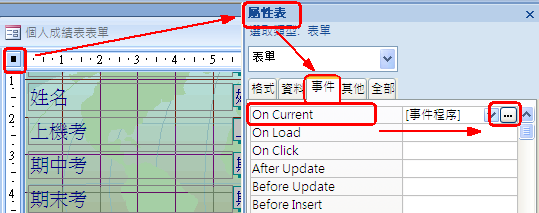 個人成績表表單
1 2 3 4 5
1
2
3
4
姓名
上機考
期中考
期末考
屬性表
選取類型: 表單
表單
格式 資料 事件 其他 全部
On Current [事件程序] ...
On Load
On Click
After Update
Before Update
Before Insert